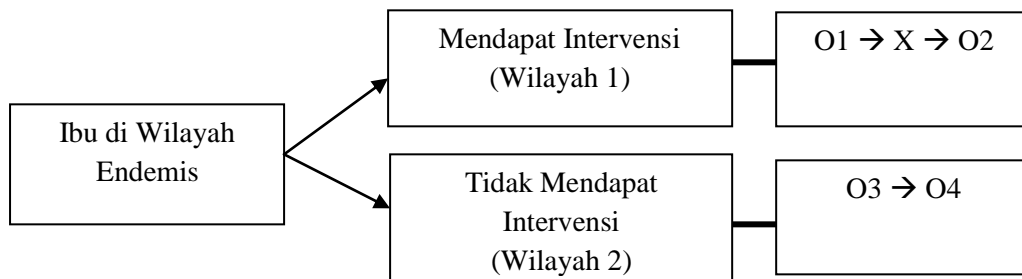 Ibu di Wilayah
Endemis
Mendapat Intervensi
(Wilayah 1)
O1 → X → O2
Tidak Mendapat
Intervensi
(Wilayah 2)
O3 → O4